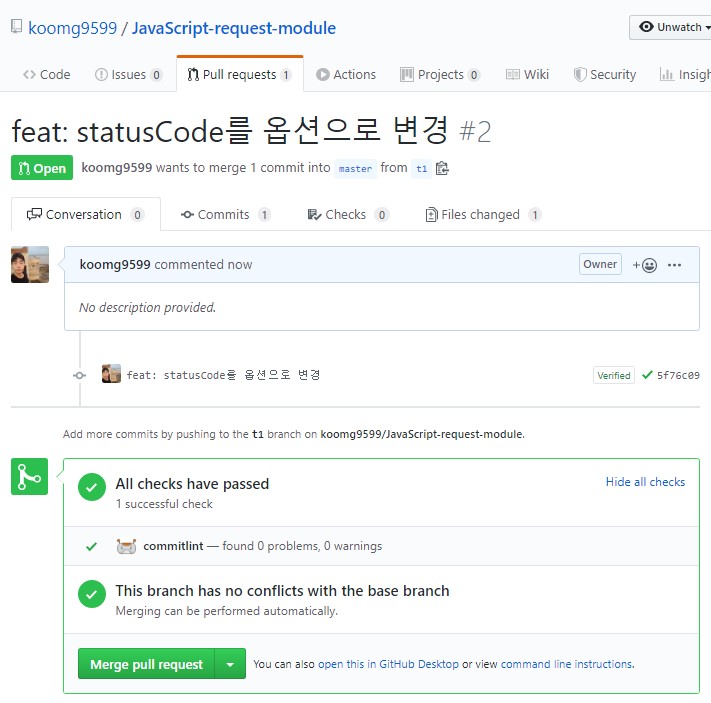 koomg9599 / JavaScript-request-module
Unwatch
Code Issues 0 Pull requests 1 Actions Projects 0 Wiki Security
feat: statusCode를 옵션으로 변경 #2
Open koomg9599 wants to merge 1 commit into master from t1
Conversation 0 Commits 1 Checks 0 Files changed 1
koomg9599 commented now Owner
No description provided.
feat: statusCode를 옵션으로 변경 Verified 5f76c09
Add more commits by pushing to the t1 branch on koomg9599/JavaScript-request-module.
All checks have passed Hide all checks
1 successful check
commitlint — found 0 problems, 0 warnings
This branch has no conflicts with the base branch
Merging can be performed automatically.
Merge pull request You can also open this in GitHub Desktop or view command line instructions.